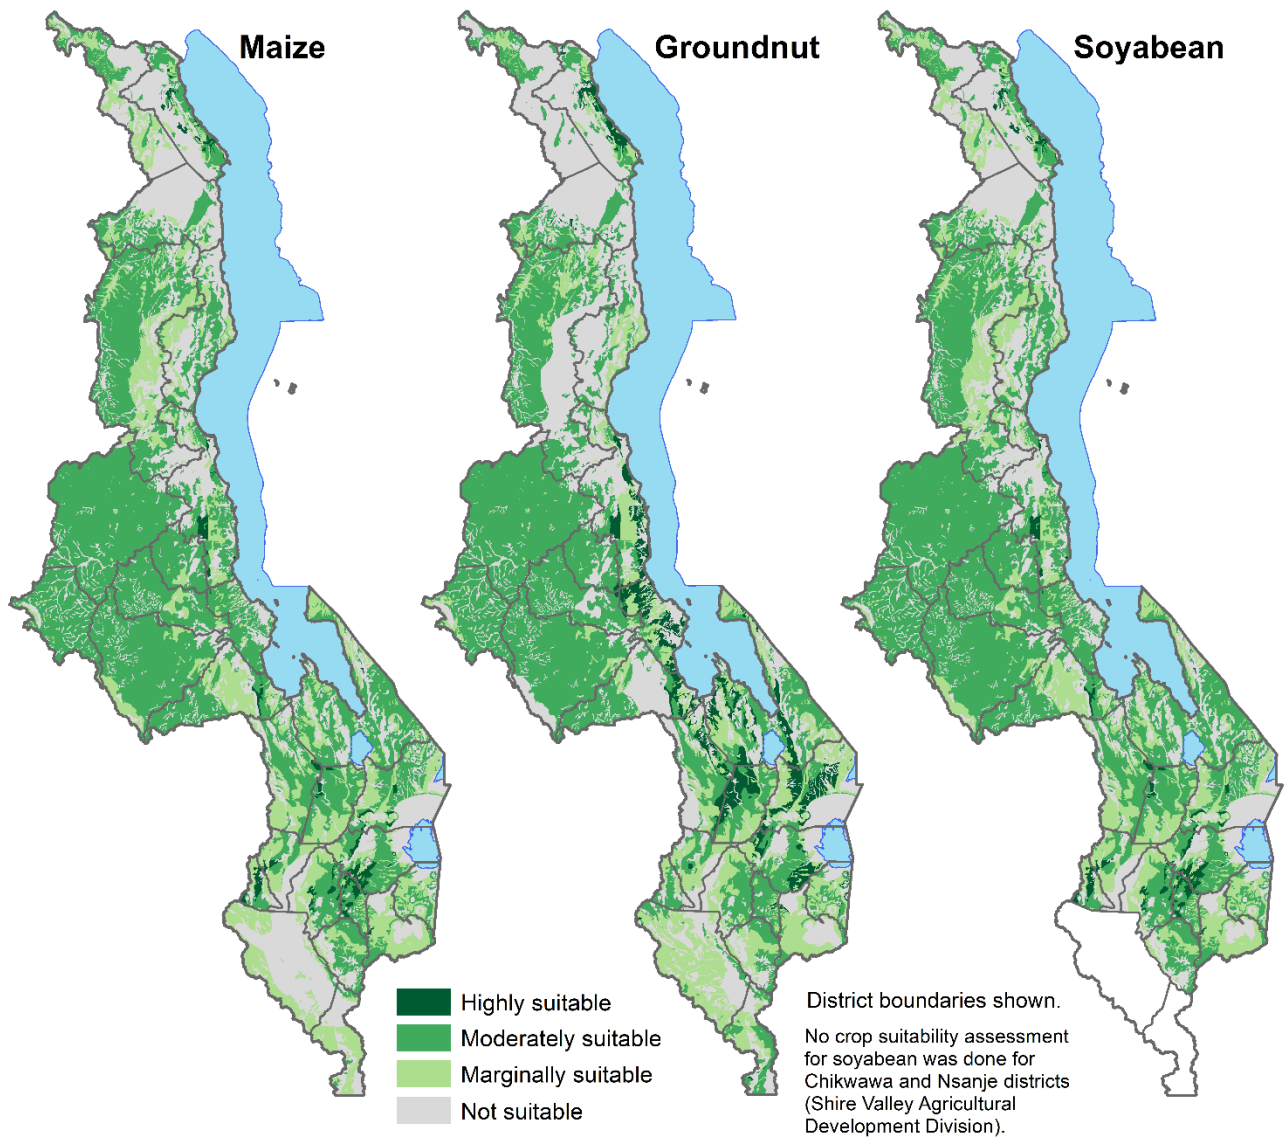 Maize
Groundnut
Soyabean
Highly suitable
Moderately suitable
Marginally suitable
Not suitable
District boundaries shown.
No crop suitability assessment
for soyabean was done for
Chikwawa and Nsanje districts
(Shire Valley Agricultural
Development Division).